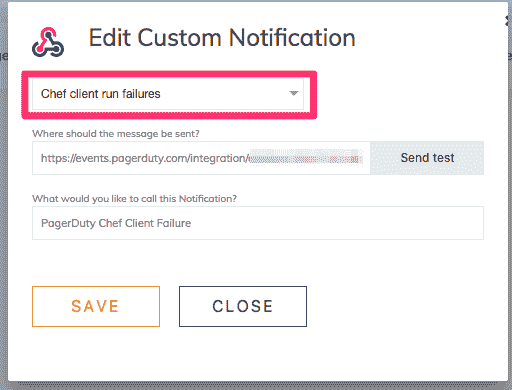 Edit Custom Notification
Chef client run failures
Where should the message be sent?
https://events.pagerduty.com/integration/
Send test
What would you like to call this Notification?
PagerDuty Chef Client Failure
SAVE
CLOSE